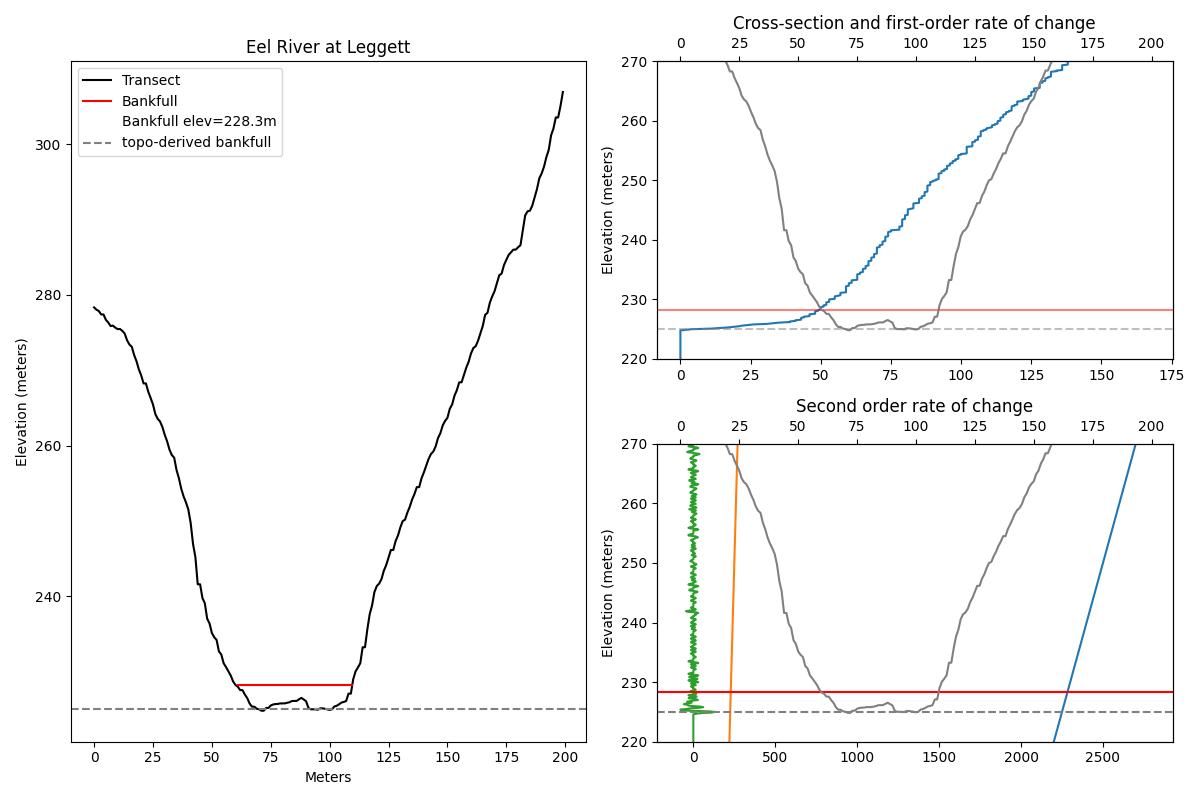 Eel River at Leggett
Transect
Bankfull
Bankfull elev=228.3m
topo-derived bankfull
300
280
260
240
Elevation (meters)
0 25 50 75 100 125 150 175 200
Meters
Cross-section and first-order rate of change
0 25 50 75 100 125 150 175 200
270
260
250
240
230
220
Elevation (meters)
0 25 50 75 100 125 150 175
Second order rate of change
0 25 50 75 100 125 150 175 200
270
260
250
240
230
220
Elevation (meters)
0 500 1000 1500 2000 2500